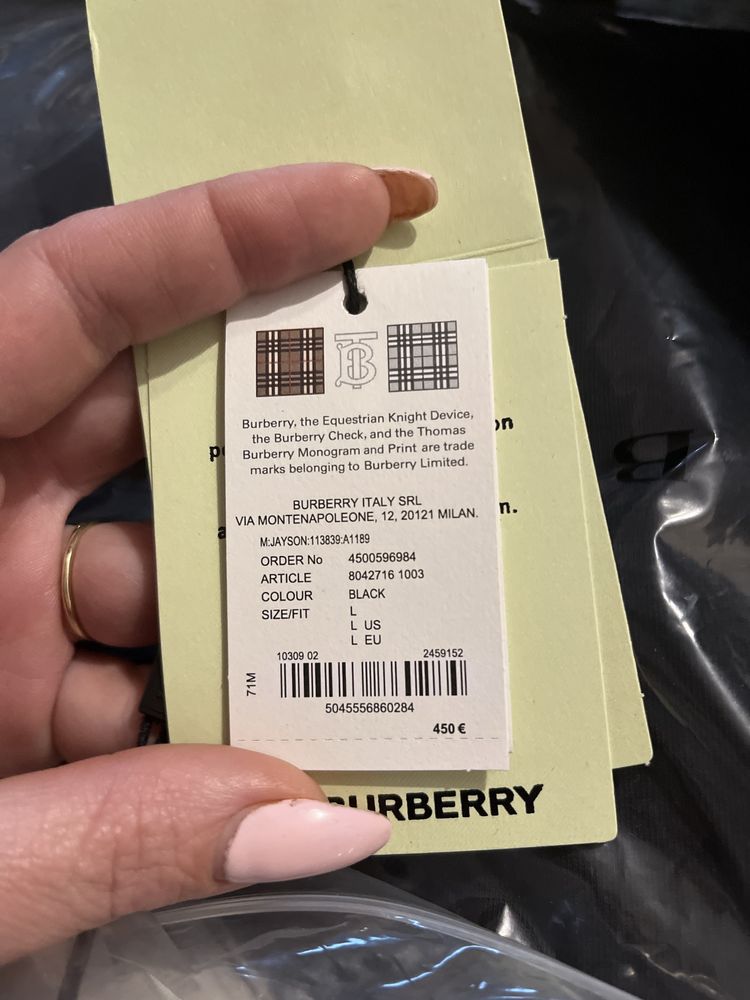 Burberry, the Equestrian Knight Device,
the Burberry Check, and the Thomas
Burberry Monogram and Print are trade
marks belonging to Burberry Limited.
BURBERRY ITALY SRL
VIA MONTENAPOLEONE, 12, 20121 MILAN.
M:JAYSON:113839:A1189
ORDER No 4500596984
ARTICLE 8042716 1003
COLOUR BLACK
SIZE/FIT L
L US
L EU
10309 02 2459152
71M
5045556860284
450 €
BURBERRY